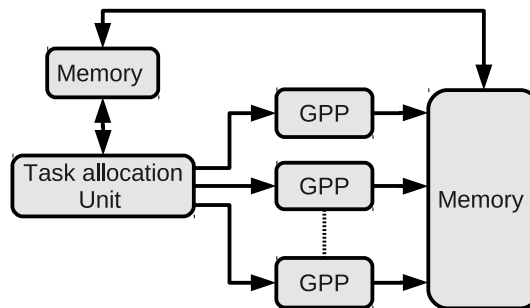 Memory
GPP
Task allocation
Unit
GPP
Memory
GPP